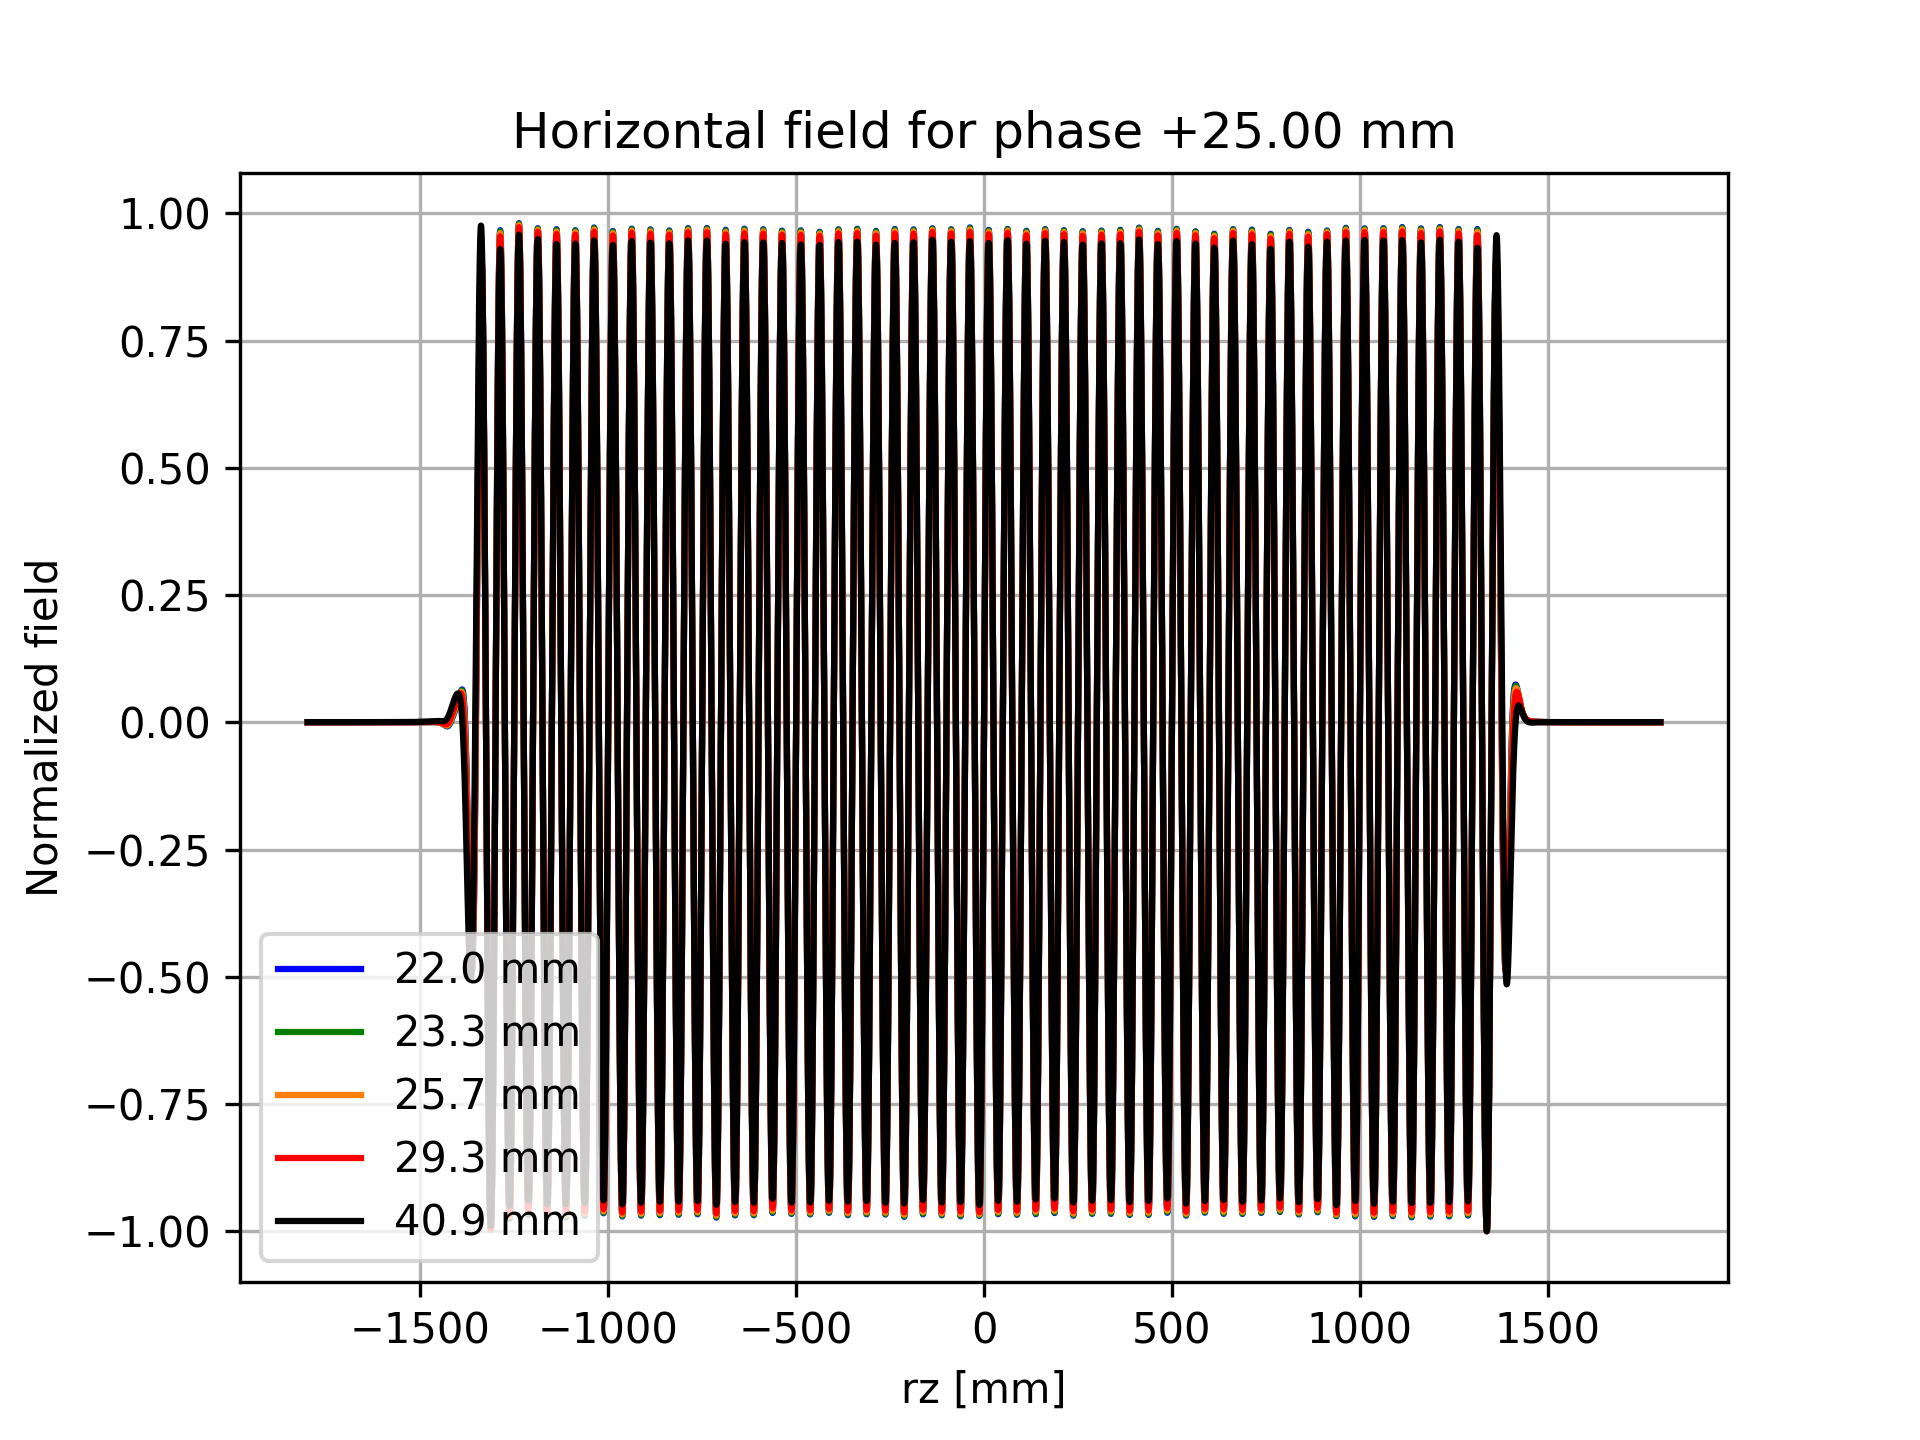 Horizontal field for phase +25.00 mm
1.00
0.75
0.50
0.25
0.00
−0.25
−0.50
−0.75
−1.00
Normalized field
22.0 mm
23.3 mm
25.7 mm
29.3 mm
40.9 mm
−1500 −1000 −500 0 500 1000 1500
rz [mm]